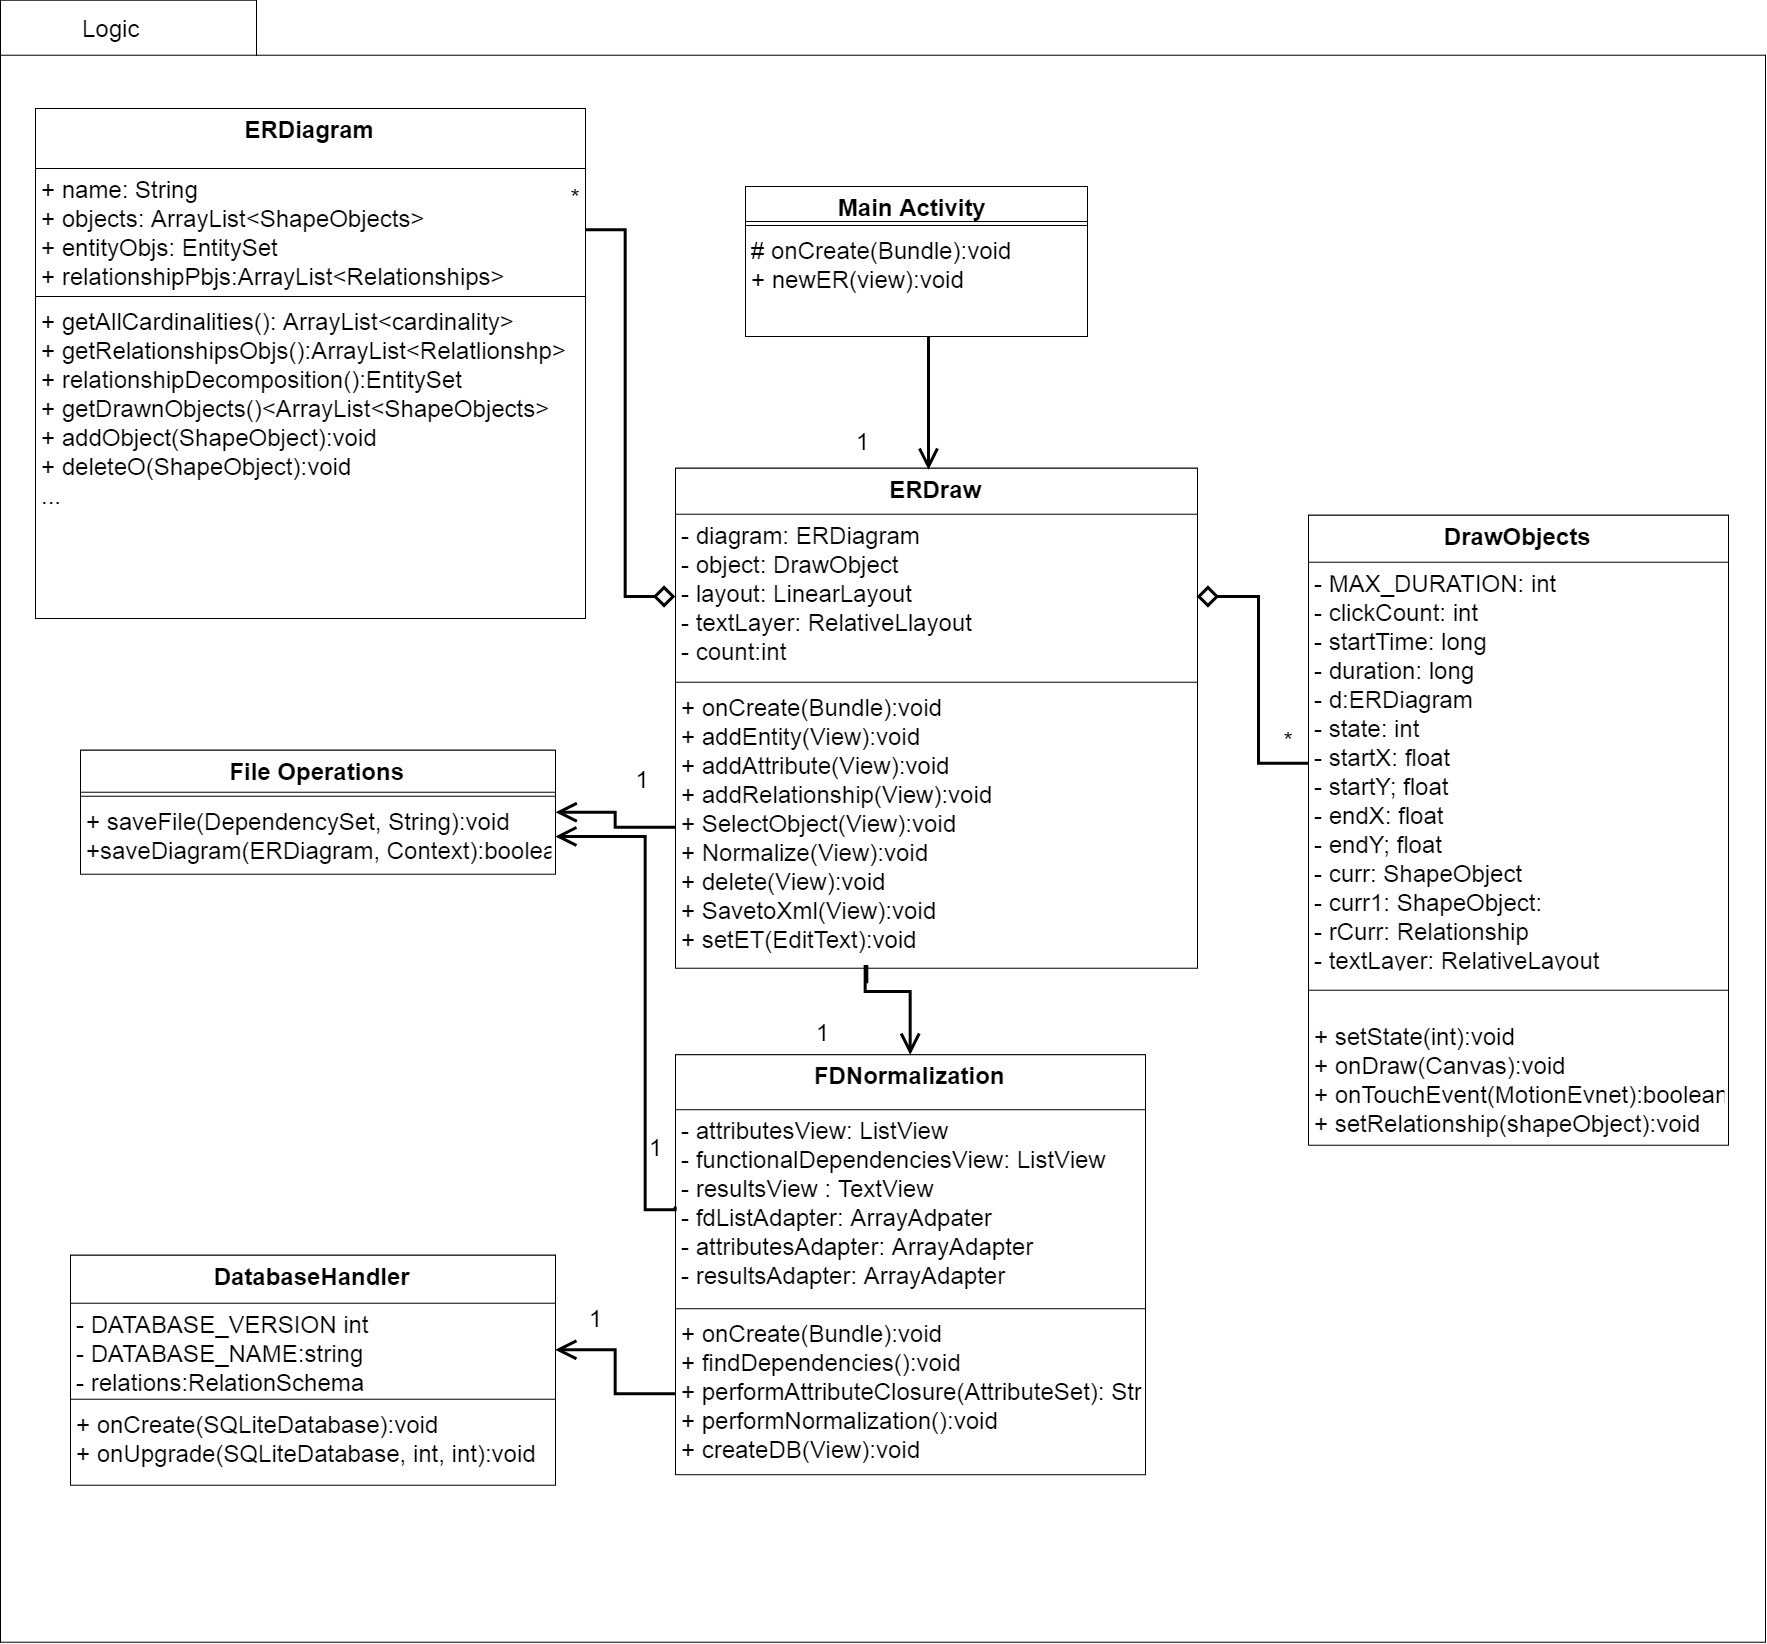 Logic
ERDiagram
+ name: String
*
+ objects: ArrayList<ShapeObjects>
+ entityObjs: EntitySet
+ relationshipPbjs:ArrayList<Relationships>
+ getAllCardinalities(): ArrayList<cardinality>
+ getRelationshipsObjs():ArrayList<Relatlionshp>
+ relationshipDecomposition():EntitySet
+ getDrawnObjects()<ArrayList<ShapeObjects>
+ addObject(ShapeObject):void
+ deleteO(ShapeObject):void
...
Main Activity
# onCreate(Bundle):void
+ newER(view):void
1
ERDraw
- diagram: ERDiagram
- object: DrawObject
- layout: LinearLayout
- textLayer: RelativeLlayout
- count:int
+ onCreate(Bundle):void
+ addEntity(View):void
+ addAttribute(View):void
+ addRelationship(View):void
+ SelectObject(View):void
+ Normalize(View):void
+ delete(View):void
+ SavetoXml(View):void
+ setET(EditText):void
DrawObjects
- MAX_DURATION: int
- clickCount: int
- startTime: long
- duration: long
- d:ERDiagram
- state: int
- startX: float
- startY; float
- endX: float
- endY; float
- curr: ShapeObject
- curr1: ShapeObject:
- rCurr: Relationship
- textLayer: RelativeLayout
+ setState(int):void
+ onDraw(Canvas):void
+ onTouchEvent(MotionEvnet):boolean
+ setRelationship(shapeObject):void
*
File Operations
+ saveFile(DependencySet, String):void
+saveDiagram(ERDiagram, Context):boolea
1
1
FDNormalization
- attributesView: ListView
- functionalDependenciesView: ListView
- resultsView : TextView
- fdListAdapter: ArrayAdpater
- attributesAdapter: ArrayAdapter
- resultsAdapter: ArrayAdapter
+ onCreate(Bundle):void
+ findDependencies():void
+ performAttributeClosure(AttributeSet): Str
+ performNormalization():void
+ createDB(View):void
1
DatabaseHandler
- DATABASE_VERSION int
- DATABASE_NAME:string
- relations:RelationSchema
+ onCreate(SQLiteDatabase):void
+ onUpgrade(SQLiteDatabase, int, int):void
1